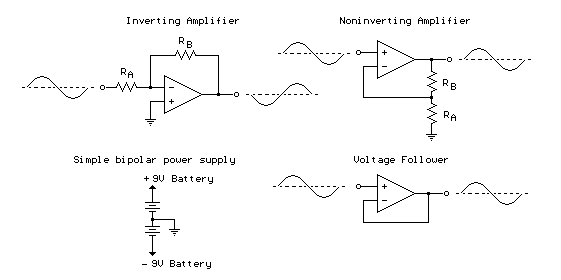 Inverting Amplifier
RB
RA
−
+
Noninverting Amplifier
+
−
RB
RA
Simple bipolar power supply
+ 9V Battery
− 9V Battery
Voltage Follower
+
−